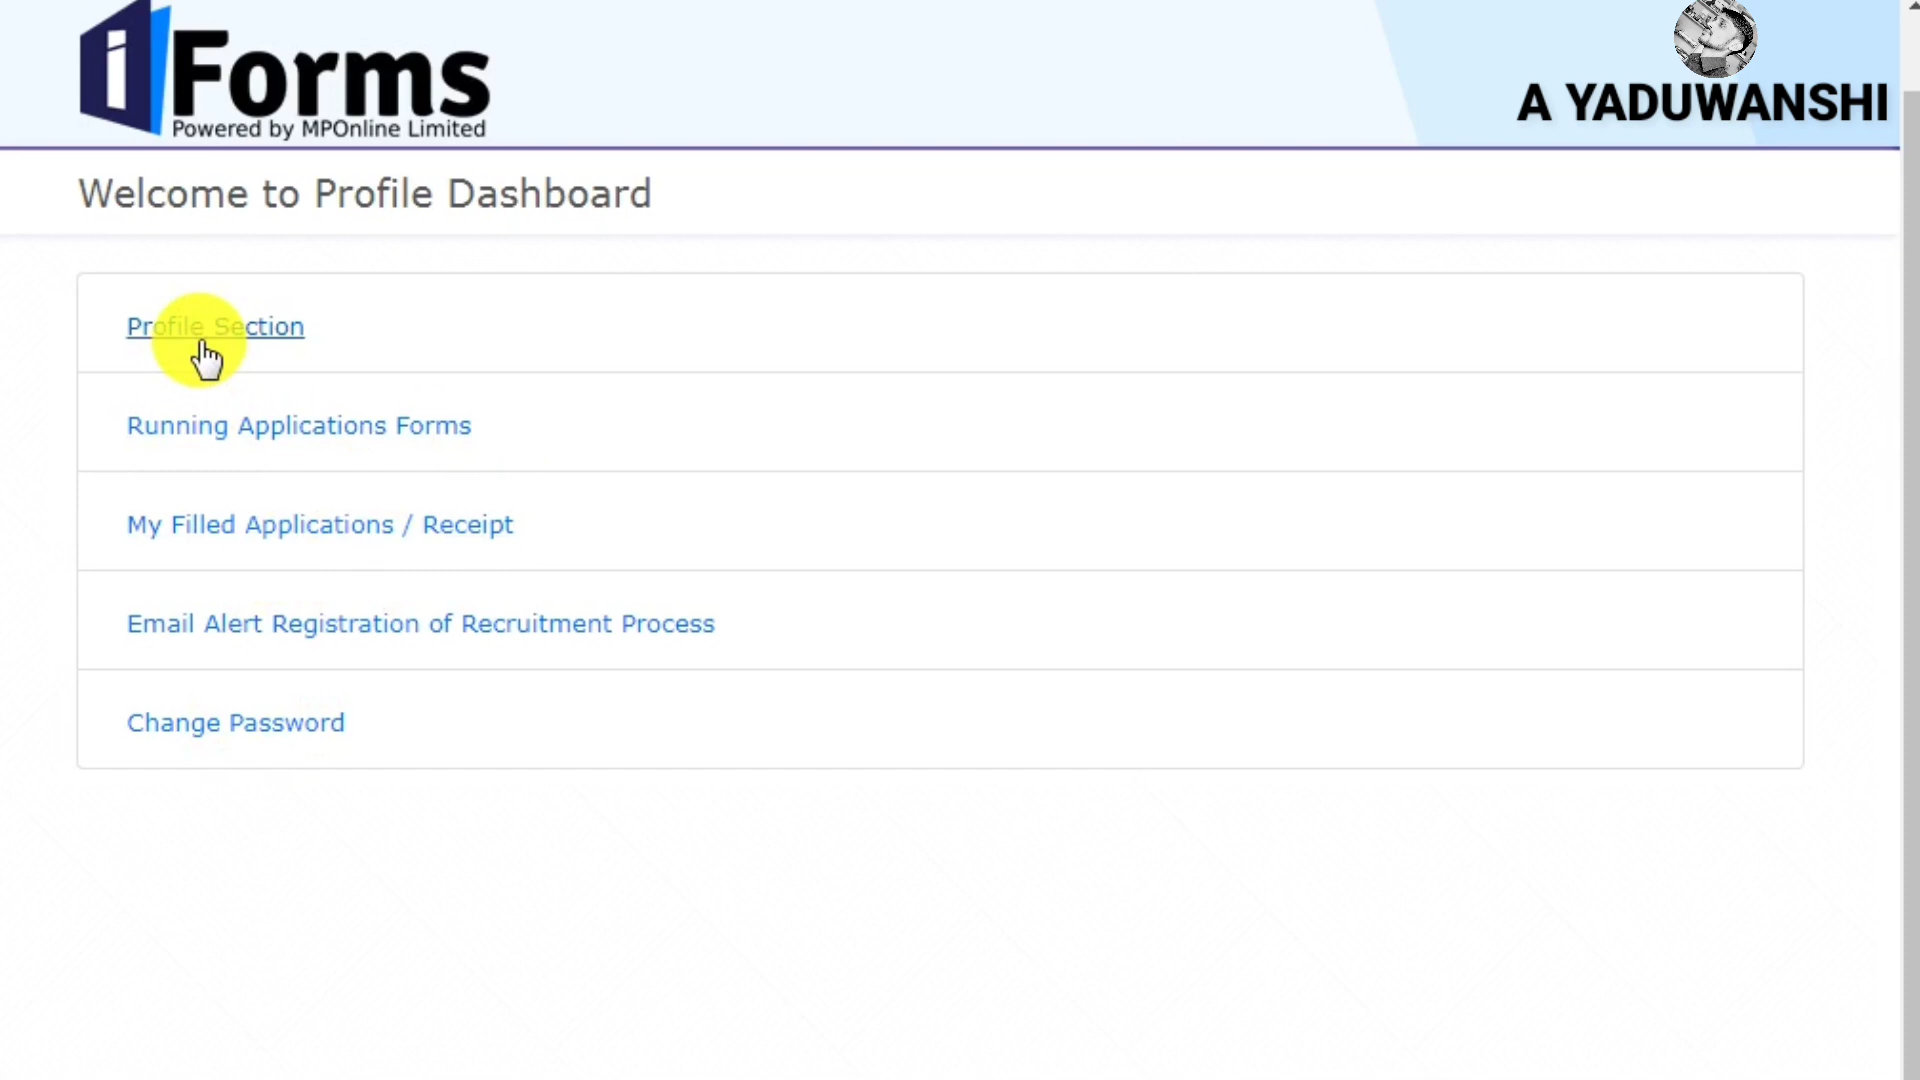 iForms
Powered by MPOnline Limited
A YADUWANSHI
Welcome to Profile Dashboard
Profile Section
Running Applications Forms
My Filled Applications / Receipt
Email Alert Registration of Recruitment Process
Change Password